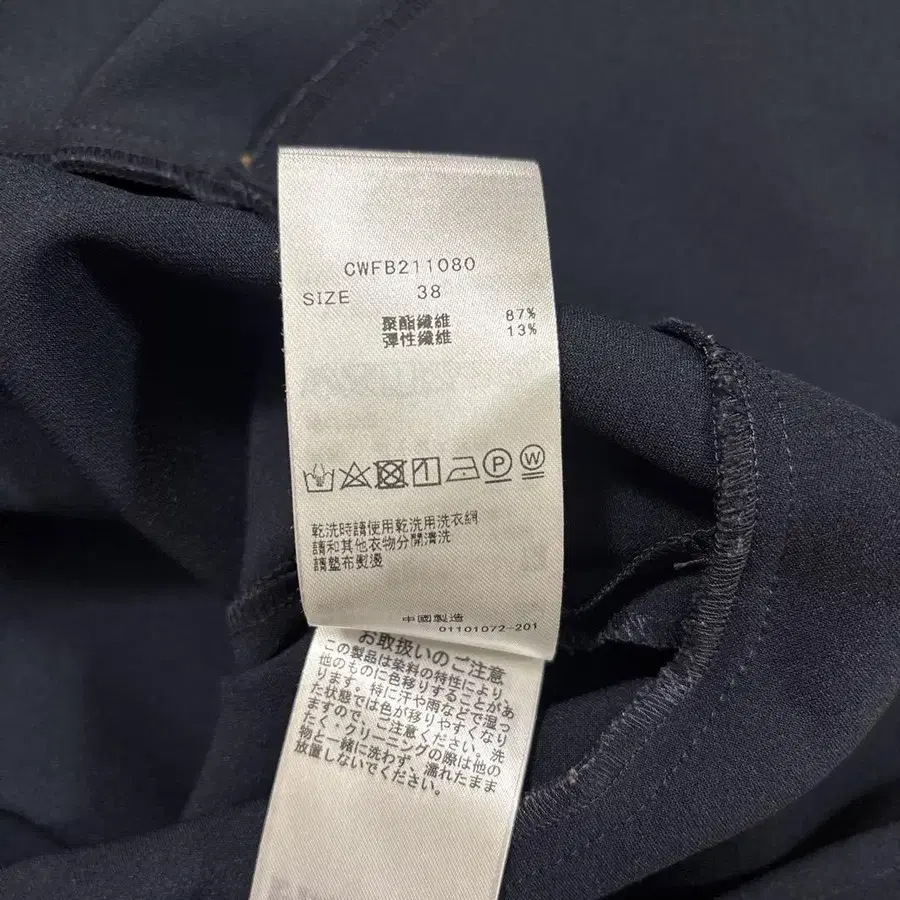 CWFB211080
SIZE 38
聚酯纖維 87%
彈性纖維 13%
P W
乾洗時請使用乾洗用洗衣網
請和其他衣物分開清洗
請墊布熨燙
中國製造
01101072-201
お取扱いのご注意
この製品は染料の特性により、
他のものに色移りすることがあ
ります。特に汗や雨などで湿っ
た状態では色が移りやすくなり
ますので、ご注意ください。洗
たく・クリーニングの際は他の
物と一緒に洗わず、濡れたまま
放置しないでください。